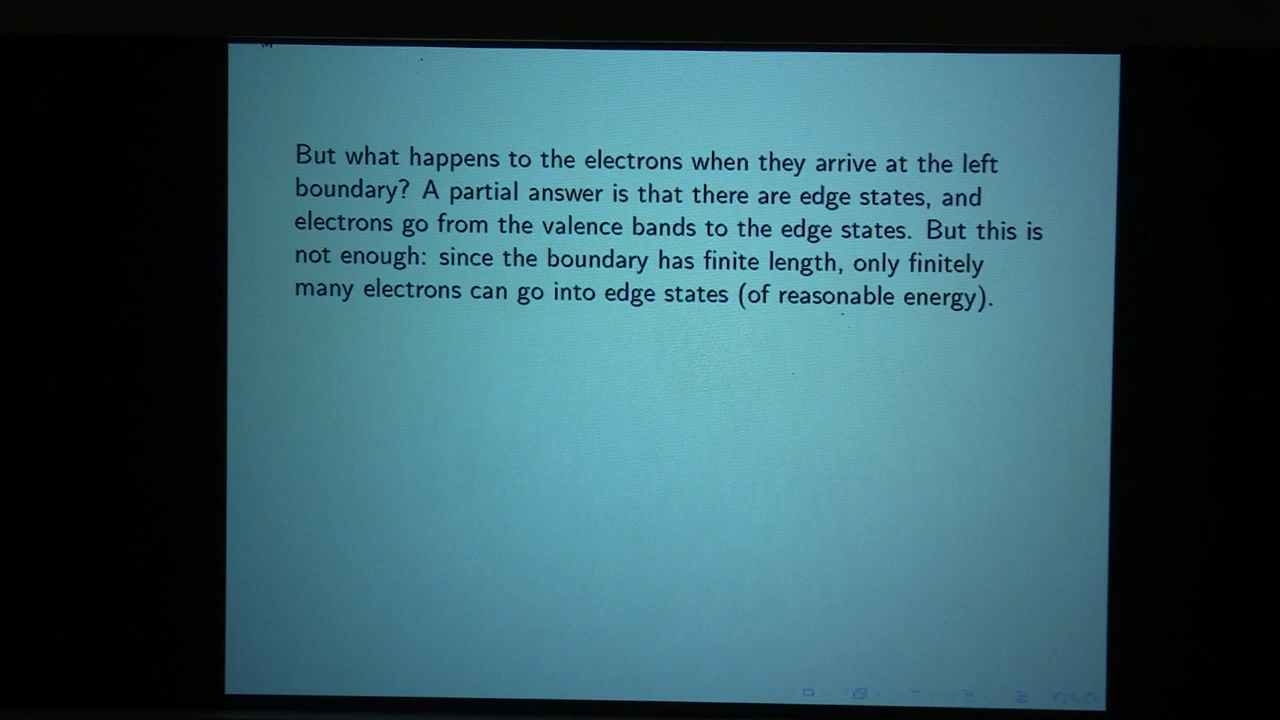 But what happens to the electrons when they arrive at the left
boundary? A partial answer is that there are edge states, and
electrons go from the valence bands to the edge states. But this is
not enough: since the boundary has finite length, only finitely
many electrons can go into edge states (of reasonable energy).